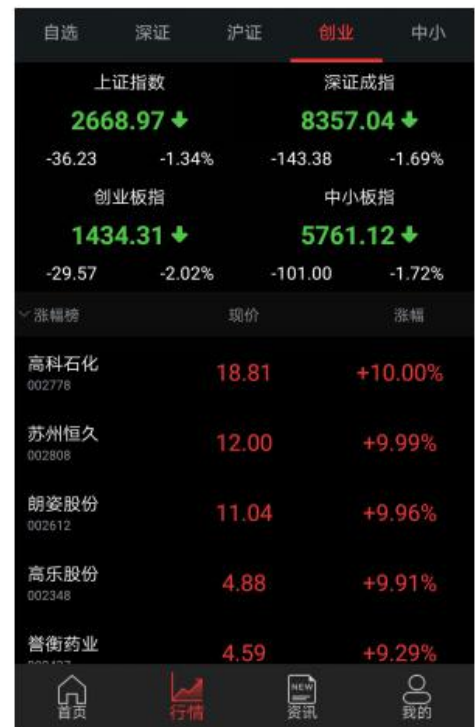 自选 深证 沪证 创业 中小
上证指数 深证成指
2668.97 8357.04
-36.23 -1.34% -143.38 -1.69%
创业板指 中小板指
1434.31 5761.12
-29.57 -2.02% -101.00 -1.72%
涨幅榜 现价 涨幅
高科石化 18.81 +10.00%
002778
苏州恒久 12.00 +9.99%
002808
朗姿股份 11.04 +9.96%
002612
高乐股份 4.88 +9.91%
002348
誉衡药业 4.59 +9.29%
NEW
首页 行情 资讯 我的